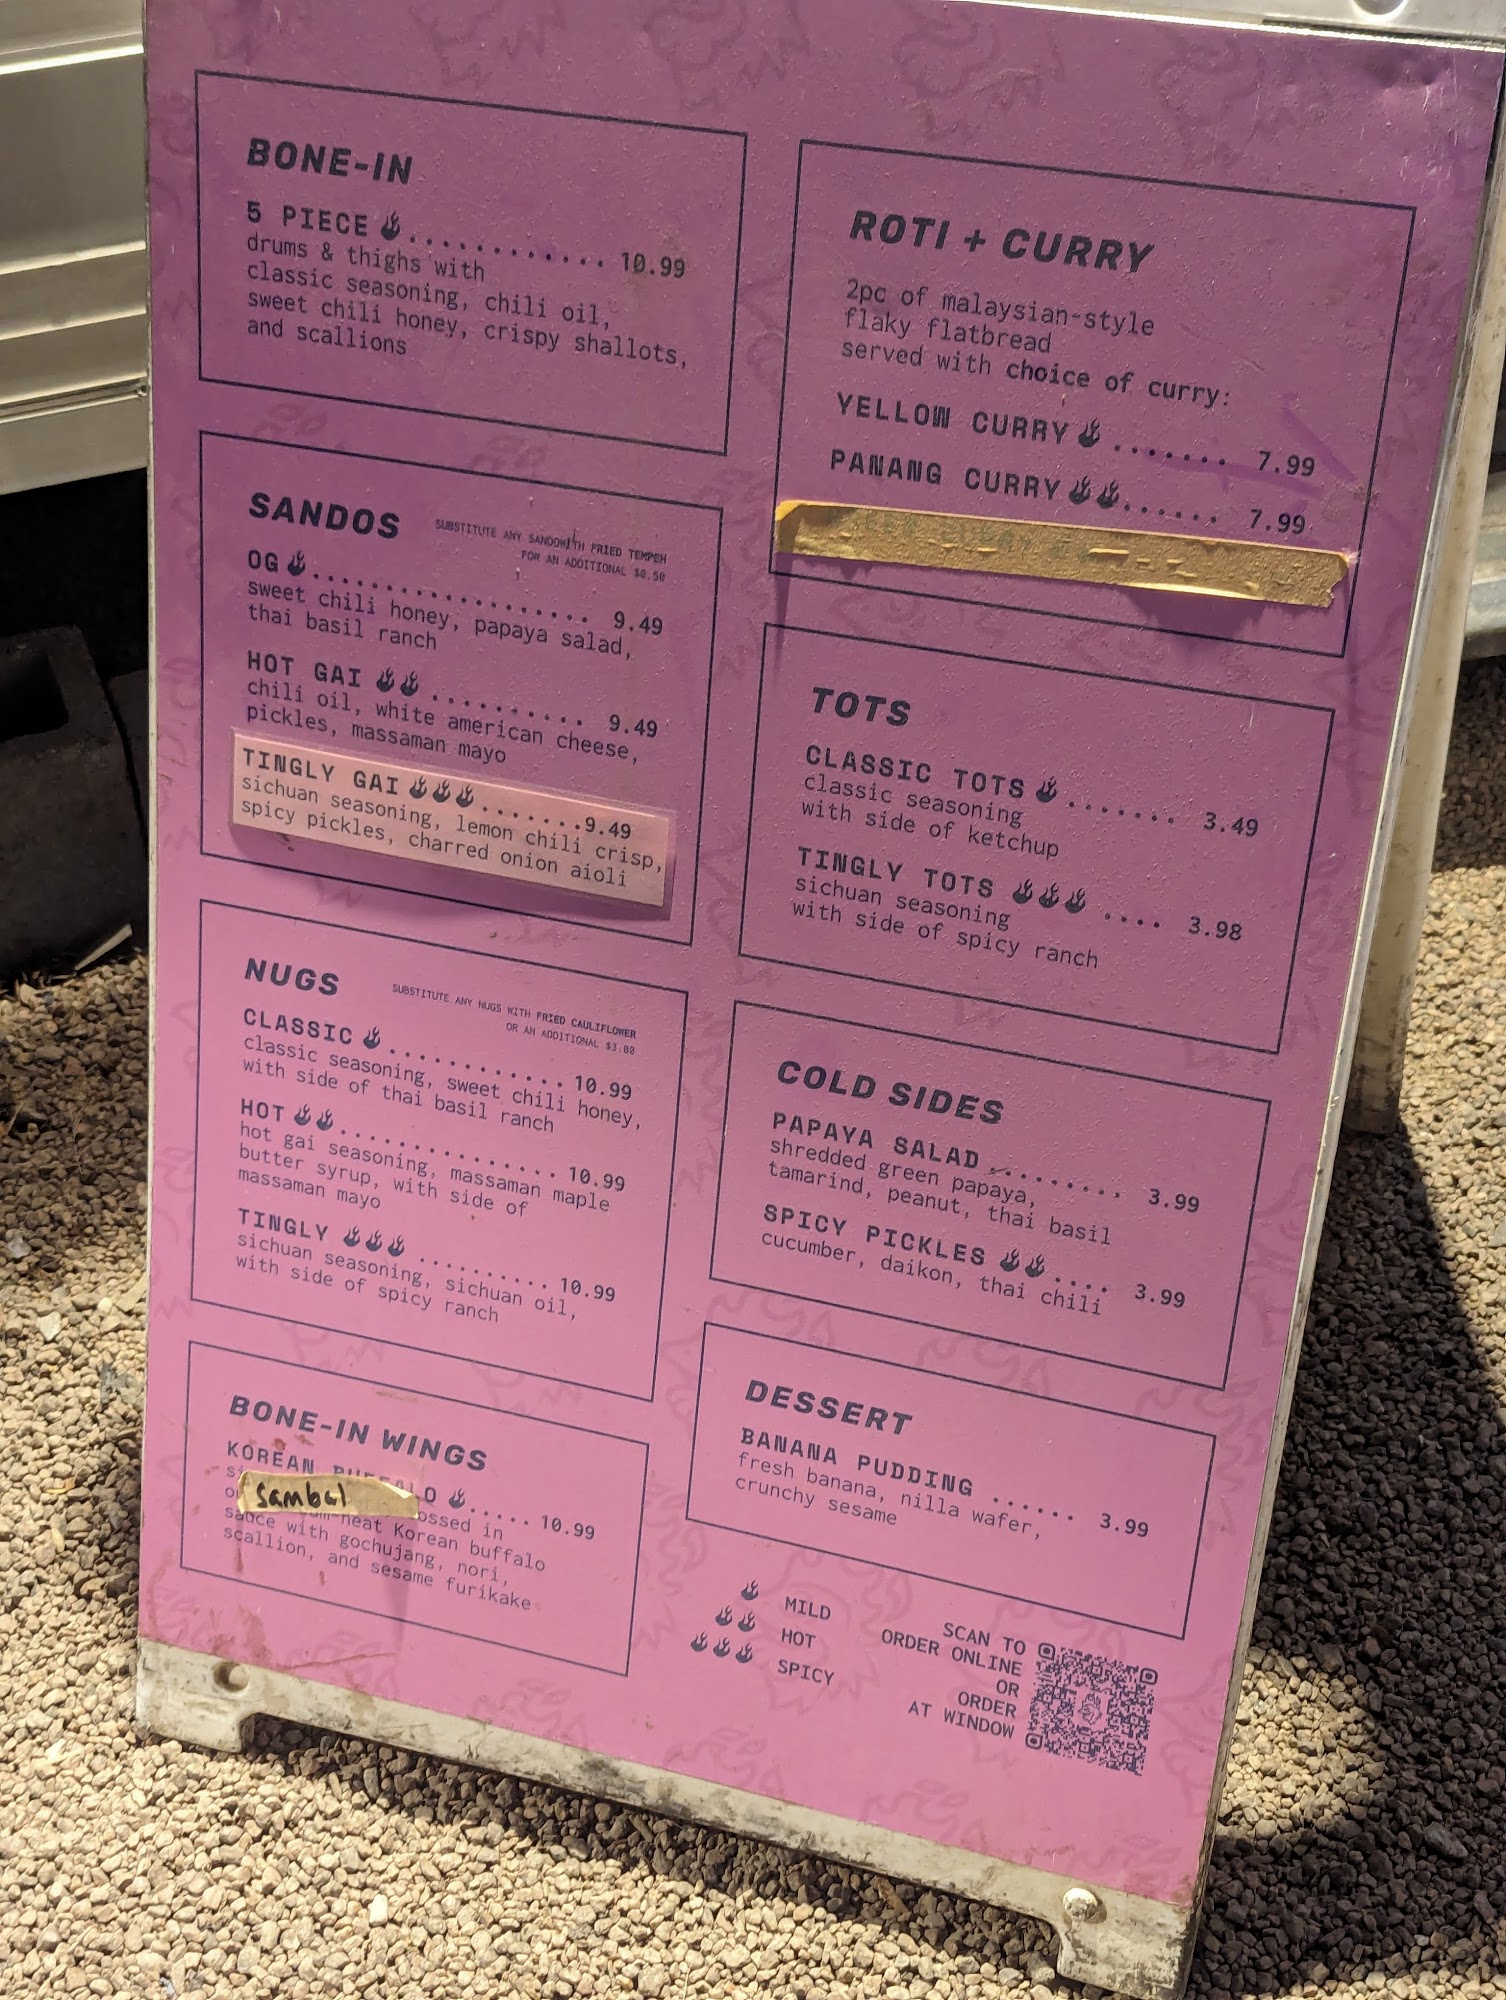 BONE-IN
5 PIECE ............ 10.99
drums & thighs with
classic seasoning, chili oil,
sweet chili honey, crispy shallots,
and scallions
SANDOS
SUBSTITUTE ANY SANDO WITH FRIED TEMPEH
FOR AN ADDITIONAL $0.50
OG ................ 9.49
sweet chili honey, papaya salad,
thai basil ranch
HOT GAI .......... 9.49
chili oil, white american cheese,
pickles, massaman mayo
TINGLY GAI .......9.49
sichuan seasoning, lemon chili crisp,
spicy pickles, charred onion aioli
NUGS
SUBSTITUTE ANY NUGS WITH FRIED CAULIFLOWER
OR AN ADDITIONAL $3.00
CLASSIC ............ 10.99
classic seasoning, sweet chili honey,
with side of thai basil ranch
HOT .............. 10.99
hot gai seasoning, massaman maple
butter syrup, with side of
massaman mayo
TINGLY .......... 10.99
sichuan seasoning, sichuan oil,
with side of spicy ranch
BONE-IN WINGS
KOREAN ..... 10.99
sambal
heat Korean buffalo
sauce with gochujang, nori,
scallion, and sesame furikake
ROTI + CURRY
2pc of malaysian-style
flaky flatbread
served with choice of curry:
YELLOW CURRY ....... 7.99
PANANG CURRY ...... 7.99
TOTS
CLASSIC TOTS ....... 3.49
classic seasoning
with side of ketchup
TINGLY TOTS .... 3.98
sichuan seasoning
with side of spicy ranch
COLD SIDES
PAPAYA SALAD ......... 3.99
shredded green papaya,
tamarind, peanut, thai basil
SPICY PICKLES .... 3.99
cucumber, daikon, thai chili
DESSERT
BANANA PUDDING ...... 3.99
fresh banana, nilla wafer,
crunchy sesame
MILD
HOT
SPICY
SCAN TO
ORDER ONLINE
OR
ORDER
AT WINDOW